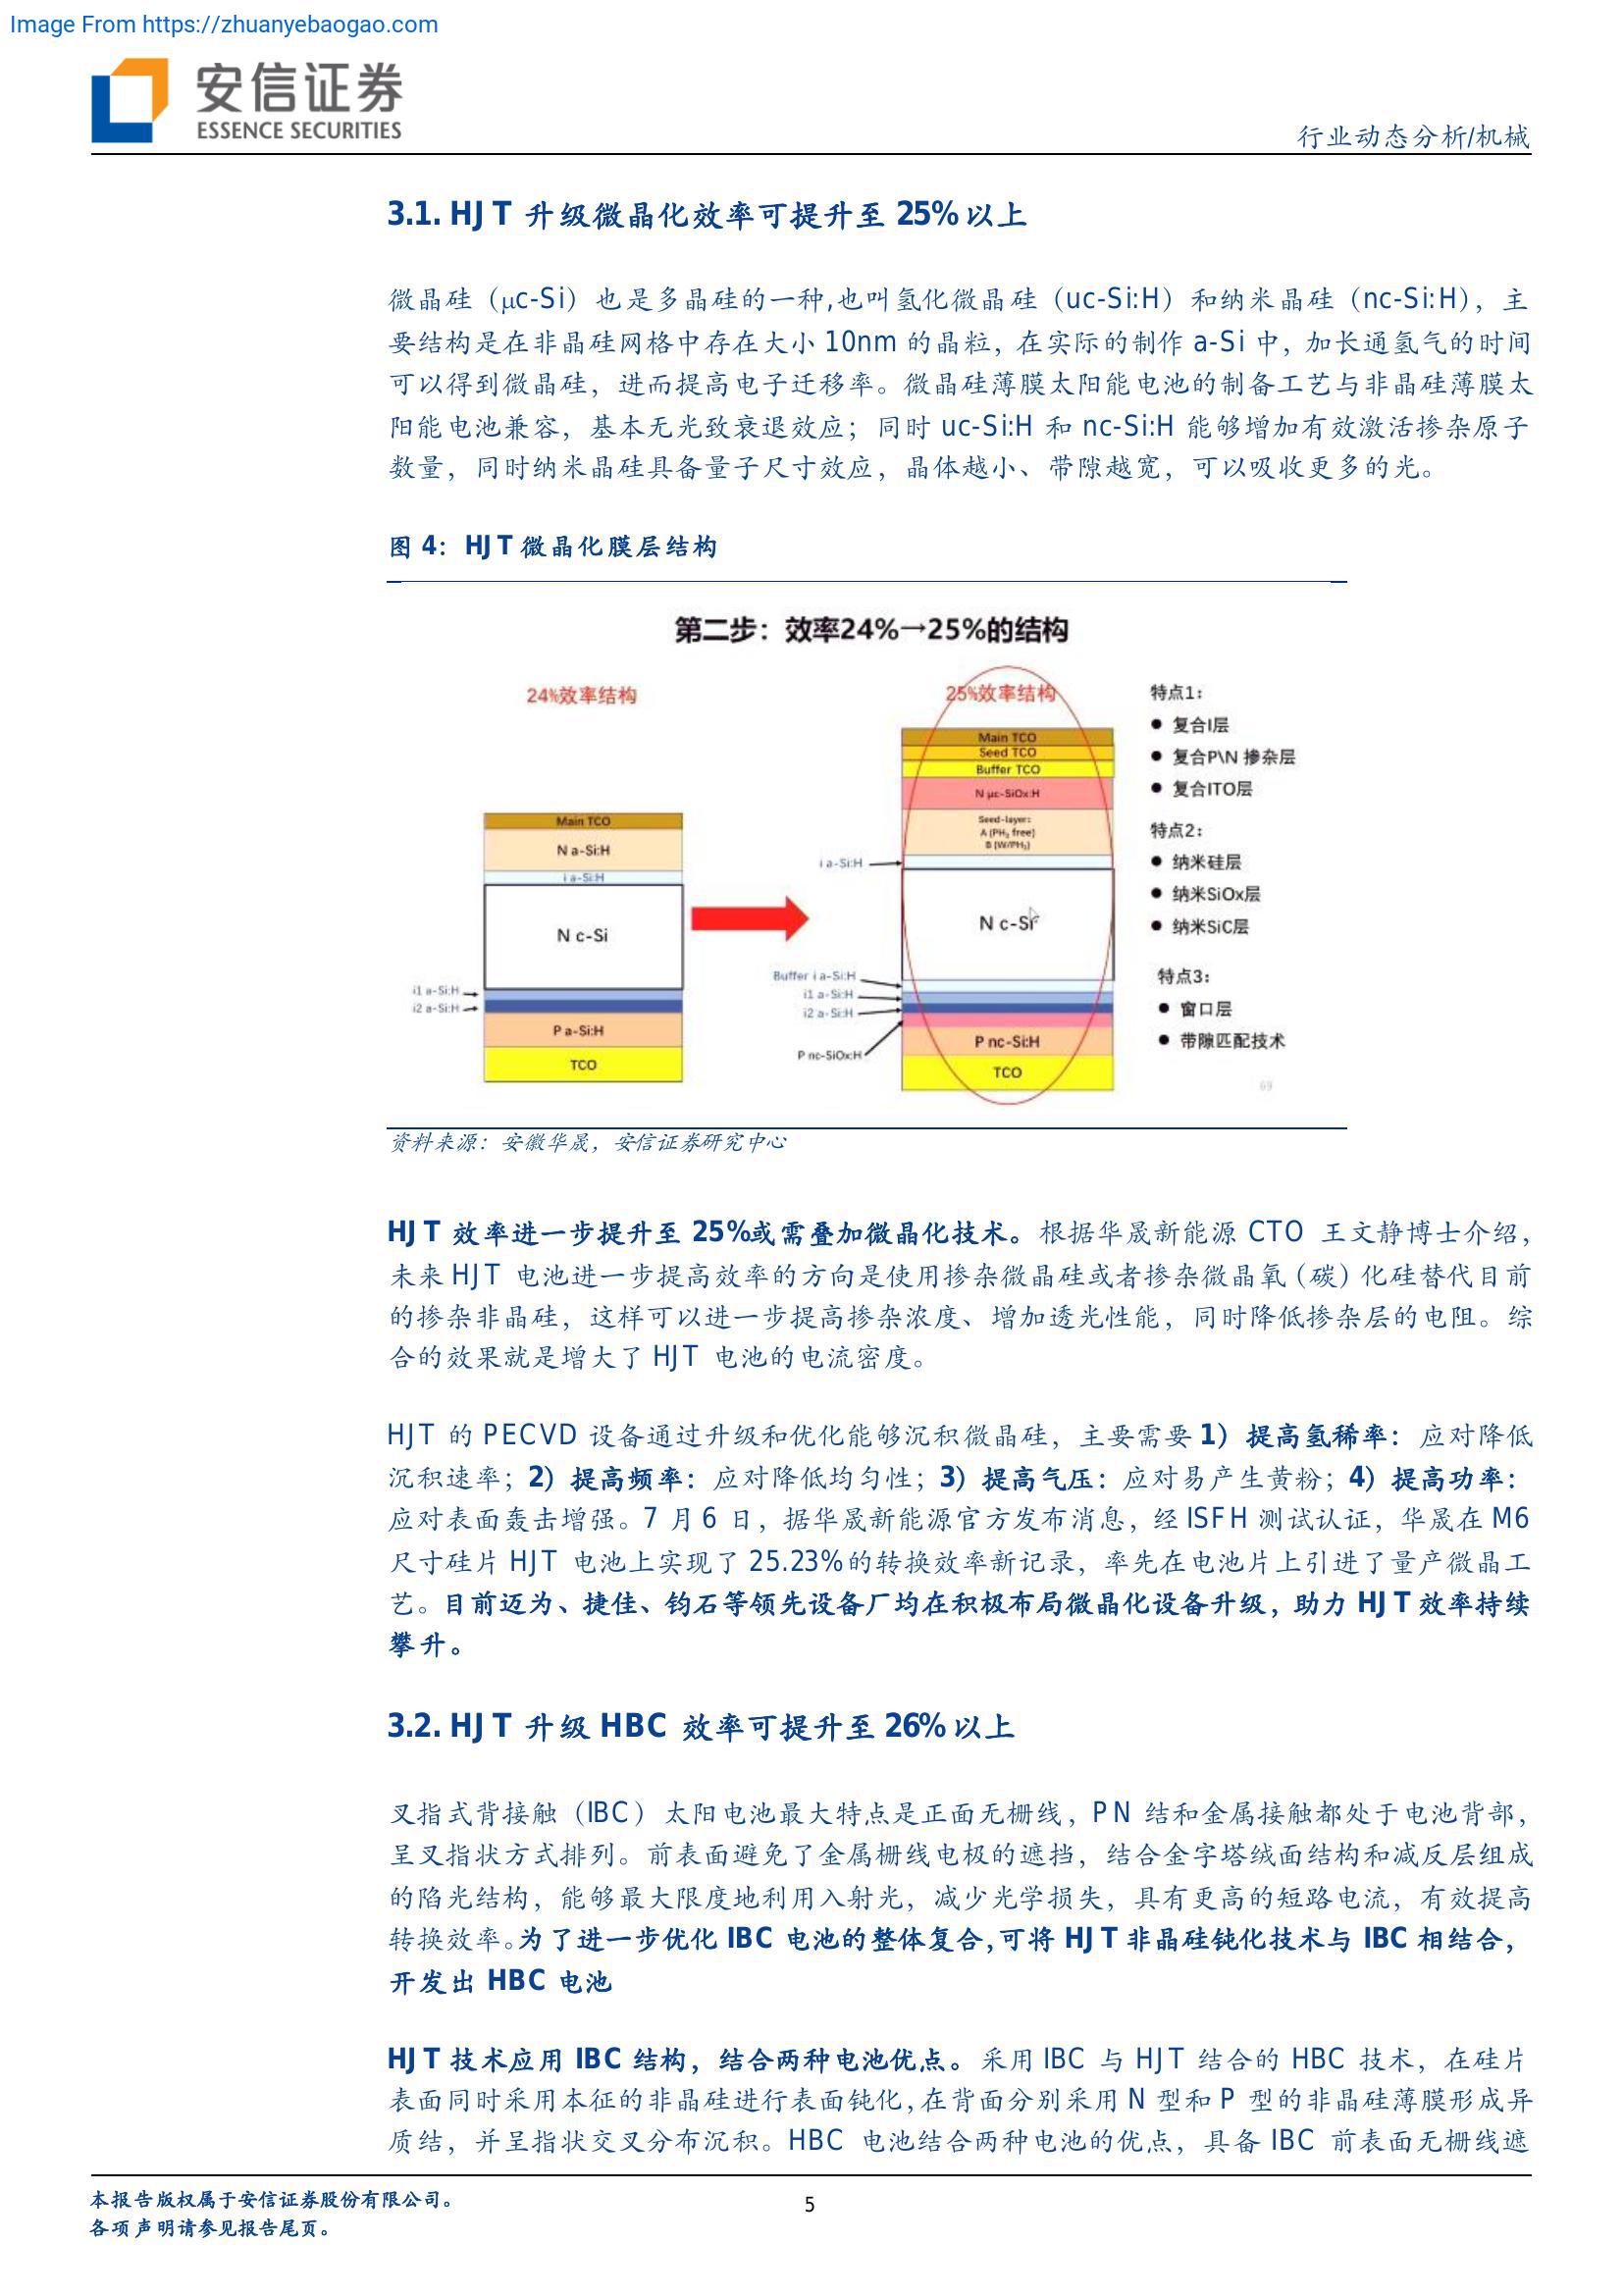 Image From https://zhuanyebaogao.com
安信证券
ESSENCE SECURITIES
行业动态分析/机械
3.1. HJT 升级微晶化效率可提升至 25%以上
微晶硅（μc-Si）也是多晶硅的一种,也叫氢化微晶硅（uc-Si:H）和纳米晶硅（nc-Si:H），主
要结构是在非晶硅网格中存在大小 10nm 的晶粒，在实际的制作 a-Si 中，加长通氢气的时间
可以得到微晶硅，进而提高电子迁移率。微晶硅薄膜太阳能电池的制备工艺与非晶硅薄膜太
阳能电池兼容，基本无光致衰退效应；同时 uc-Si:H 和 nc-Si:H 能够增加有效激活掺杂原子
数量，同时纳米晶硅具备量子尺寸效应，晶体越小、带隙越宽，可以吸收更多的光。
图 4：HJT 微晶化膜层结构
第二步：效率24%→25%的结构
24%效率结构
Main TCO
N a-Si:H
i a-Si:H
N c-Si
i1 a-Si:H
i2 a-Si:H
P a-Si:H
TCO
25%效率结构
Main TCO
Seed TCO
Buffer TCO
N μc-SiOx:H
Seed-layer:
A (PH₃ free)
B (W/PH₃)
i a-Si:H
N c-Si
Buffer i a-Si:H
i1 a-Si:H
i2 a-Si:H
P nc-SiOx:H
P nc-Si:H
TCO
特点1：
● 复合I层
● 复合P\N 掺杂层
● 复合ITO层
特点2：
● 纳米硅层
● 纳米SiOx层
● 纳米SiC层
特点3：
● 窗口层
● 带隙匹配技术
69
资料来源：安徽华晟，安信证券研究中心
HJT 效率进一步提升至 25%或需叠加微晶化技术。根据华晟新能源 CTO 王文静博士介绍，
未来 HJT 电池进一步提高效率的方向是使用掺杂微晶硅或者掺杂微晶氧（碳）化硅替代目前
的掺杂非晶硅，这样可以进一步提高掺杂浓度、增加透光性能，同时降低掺杂层的电阻。综
合的效果就是增大了 HJT 电池的电流密度。
HJT 的 PECVD 设备通过升级和优化能够沉积微晶硅，主要需要 1）提高氢稀率：应对降低
沉积速率；2）提高频率：应对降低均匀性；3）提高气压：应对易产生黄粉；4）提高功率：
应对表面轰击增强。7 月 6 日，据华晟新能源官方发布消息，经 ISFH 测试认证，华晟在 M6
尺寸硅片 HJT 电池上实现了 25.23%的转换效率新记录，率先在电池片上引进了量产微晶工
艺。目前迈为、捷佳、钧石等领先设备厂均在积极布局微晶化设备升级，助力 HJT 效率持续
攀升。
3.2. HJT 升级 HBC 效率可提升至 26%以上
叉指式背接触（IBC）太阳电池最大特点是正面无栅线，PN 结和金属接触都处于电池背部，
呈叉指状方式排列。前表面避免了金属栅线电极的遮挡，结合金字塔绒面结构和减反层组成
的陷光结构，能够最大限度地利用入射光，减少光学损失，具有更高的短路电流，有效提高
转换效率。为了进一步优化 IBC 电池的整体复合,可将 HJT 非晶硅钝化技术与 IBC 相结合，
开发出 HBC 电池
HJT 技术应用 IBC 结构，结合两种电池优点。采用 IBC 与 HJT 结合的 HBC 技术，在硅片
表面同时采用本征的非晶硅进行表面钝化,在背面分别采用 N 型和 P 型的非晶硅薄膜形成异
质结，并呈指状交叉分布沉积。HBC 电池结合两种电池的优点，具备 IBC 前表面无栅线遮
本报告版权属于安信证券股份有限公司。
各项声明请参见报告尾页。
5